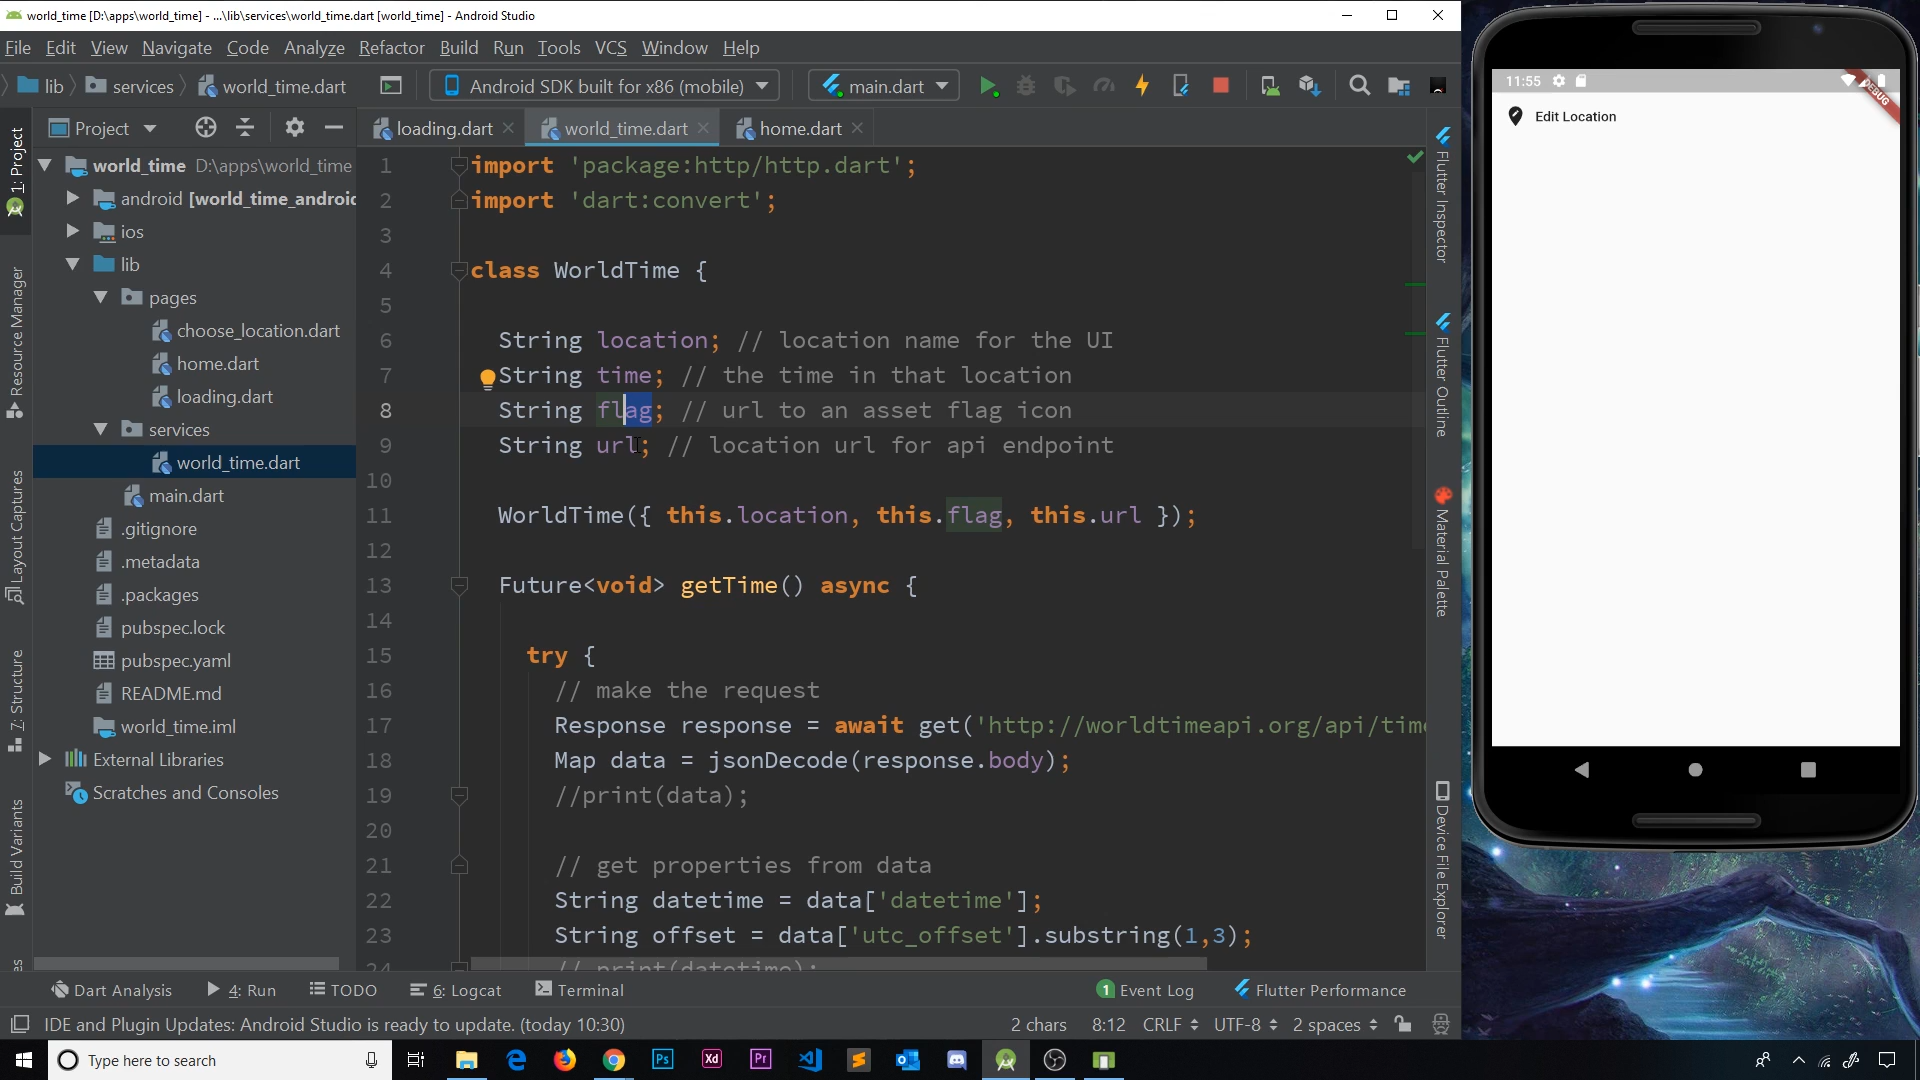 world_time [D:\apps\world_time] - ...\lib\services\world_time.dart [world_time] - Android Studio
File Edit View Navigate Code Analyze Refactor Build Run Tools VCS Window Help
lib services world_time.dart Android SDK built for x86 (mobile) main.dart
Project loading.dart world_time.dart home.dart
1: Project
Resource Manager
Layout Captures
Z: Structure
Build Variants
world_time D:\apps\world_time
android [world_time_android
ios
lib
pages
choose_location.dart
home.dart
loading.dart
services
world_time.dart
main.dart
.gitignore
.metadata
.packages
pubspec.lock
pubspec.yaml
README.md
world_time.iml
External Libraries
Scratches and Consoles
1 import 'package:http/http.dart';
2 import 'dart:convert';
3
4 class WorldTime {
5
6 String location; // location name for the UI
7 String time; // the time in that location
8 String flag; // url to an asset flag icon
9 String url; // location url for api endpoint
10
11 WorldTime({ this.location, this.flag, this.url });
12
13 Future<void> getTime() async {
14
15 try {
16 // make the request
17 Response response = await get('http://worldtimeapi.org/api/time
18 Map data = jsonDecode(response.body);
19 //print(data);
20
21 // get properties from data
22 String datetime = data['datetime'];
23 String offset = data['utc_offset'].substring(1,3);
24 // print(datetime);
Flutter Inspector
Flutter Outline
Material Palette
Device File Explorer
11:55
DEBUG
Edit Location
Dart Analysis 4: Run TODO 6: Logcat Terminal 1 Event Log Flutter Performance
IDE and Plugin Updates: Android Studio is ready to update. (today 10:30) 2 chars 8:12 CRLF UTF-8 2 spaces
Type here to search Ps Xd Pr